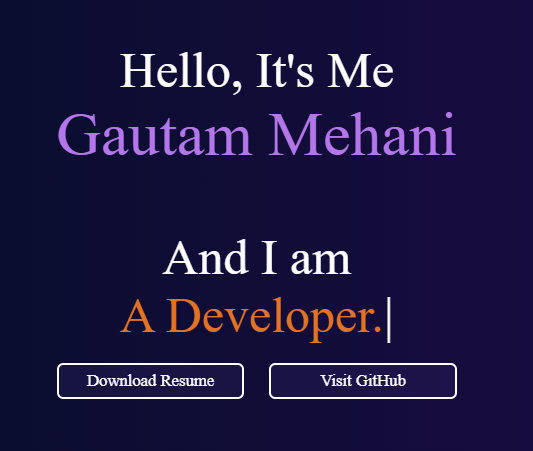 Hello, It's Me
Gautam Mehani
And I am
A Developer.|
Download Resume
Visit GitHub